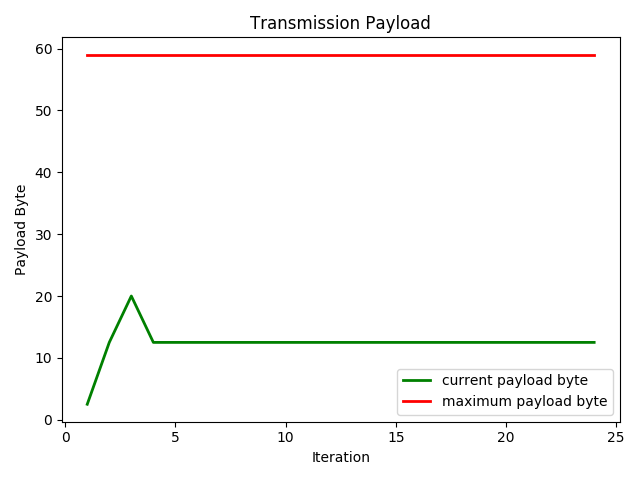 Transmission Payload
60
50
40
30
20
10
0
Payload Byte
0 5 10 15 20 25
Iteration
current payload byte
maximum payload byte